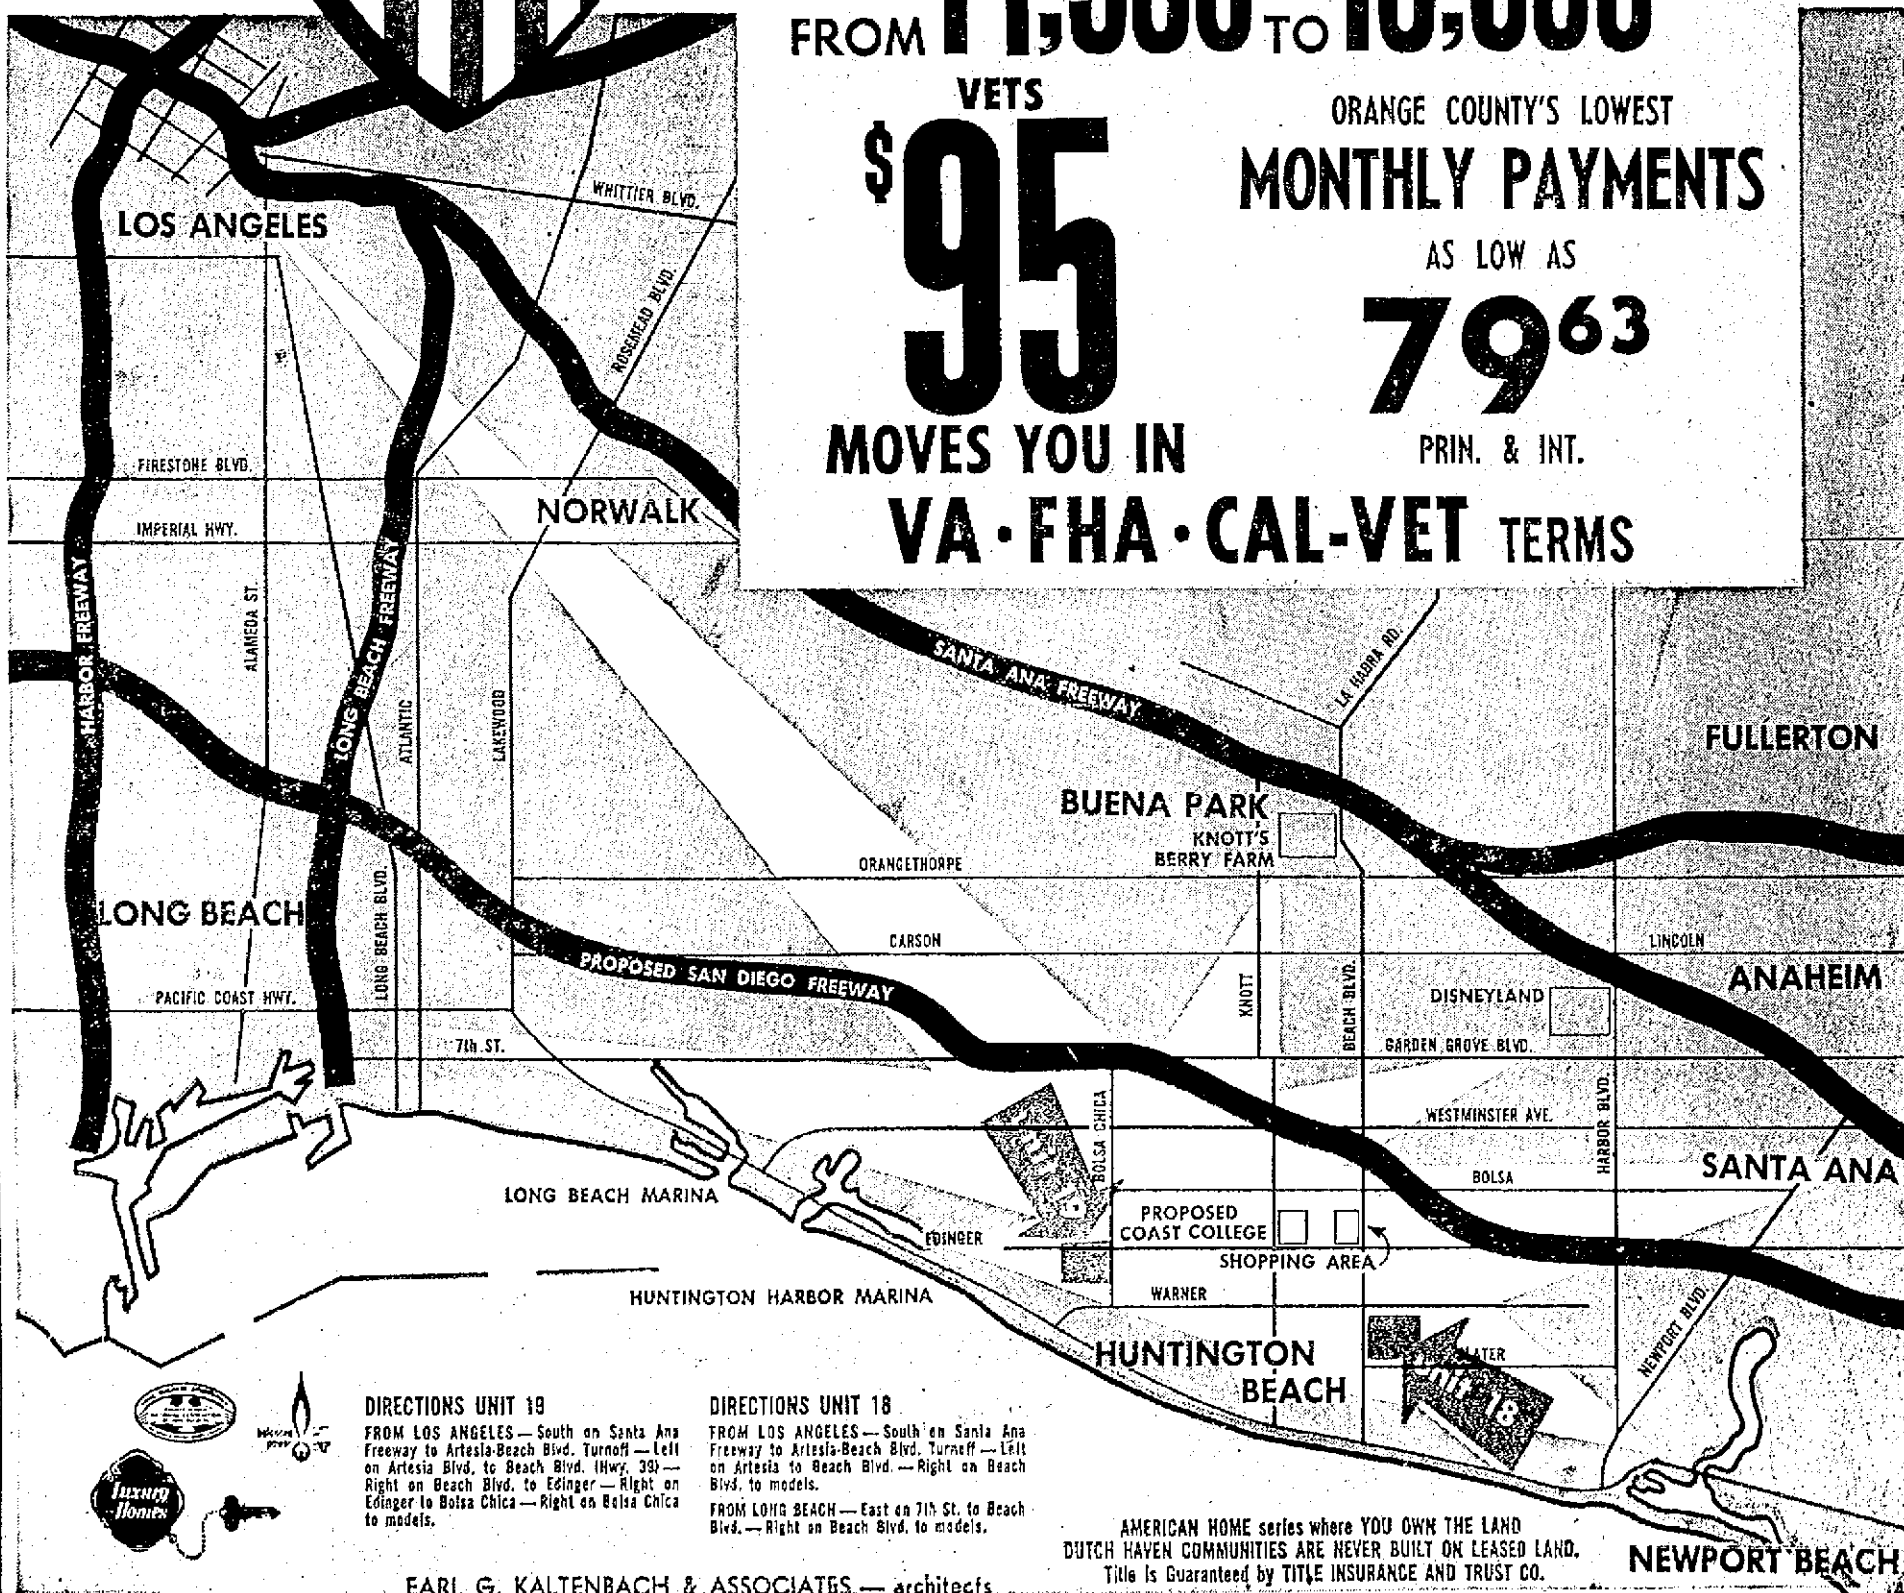 FROM TO
VETS
$95
MOVES YOU IN
ORANGE COUNTY'S LOWEST
MONTHLY PAYMENTS
AS LOW AS
79 63
PRIN. & INT.
VA · FHA · CAL-VET TERMS
WHITTIER BLVD.
LOS ANGELES
ROSEMEAD BLVD.
FIRESTONE BLVD.
NORWALK
IMPERIAL HWY.
HARBOR FREEWAY
ALAMEDA ST.
LONG BEACH FREEWAY
ATLANTIC
LAKEWOOD
SANTA ANA FREEWAY
LA HABRA RD.
FULLERTON
BUENA PARK
KNOTT'S
BERRY FARM
ORANGETHORPE
LONG BEACH
LONG BEACH BLVD.
CARSON
LINCOLN
PROPOSED SAN DIEGO FREEWAY
ANAHEIM
PACIFIC COAST HWY.
KNOTT
BEACH BLVD.
DISNEYLAND
7th ST.
GARDEN GROVE BLVD.
BOLSA CHICA
WESTMINSTER AVE.
HARBOR BLVD.
SANTA ANA
BOLSA
LONG BEACH MARINA
PROPOSED
COAST COLLEGE
EDINGER
SHOPPING AREA
HUNTINGTON HARBOR MARINA
WARNER
NEWPORT BLVD.
HUNTINGTON
BEACH
Unit 18
DIRECTIONS UNIT 19
FROM LOS ANGELES — South on Santa Ana
Freeway to Artesia-Beach Blvd. Turnoff — Left
on Artesia Blvd. to Beach Blvd. (Hwy. 39) —
Right on Beach Blvd. to Edinger — Right on
Edinger to Bolsa Chica — Right on Bolsa Chica
to models.
DIRECTIONS UNIT 18
FROM LOS ANGELES — South on Santa Ana
Freeway to Artesia-Beach Blvd. Turnoff — Left
on Artesia to Beach Blvd. — Right on Beach
Blvd. to models.
FROM LONG BEACH — East on 7th St. to Beach
Blvd. — Right on Beach Blvd. to models.
Luxury
Homes
AMERICAN HOME series where YOU OWN THE LAND
DUTCH HAVEN COMMUNITIES ARE NEVER BUILT ON LEASED LAND.
Title Is Guaranteed by TITLE INSURANCE AND TRUST CO.
NEWPORT BEACH
EARL G. KALTENBACH & ASSOCIATES — architects